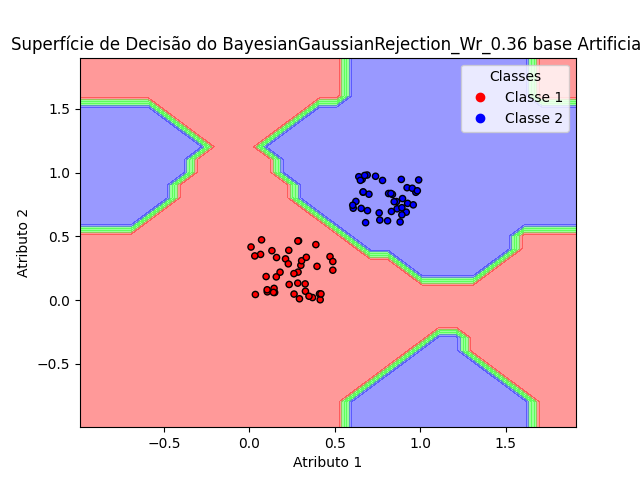 Superfície de Decisão do BayesianGaussianRejection_Wr_0.36 base Artificia
Classes
Classe 1
Classe 2
1.5
1.0
0.5
0.0
−0.5
Atributo 2
−0.5
0.0
0.5
1.0
1.5
Atributo 1